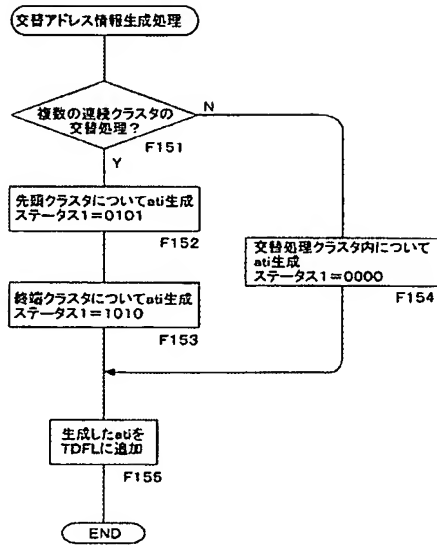 交替アドレス情報生成処理
複数の連続クラスタの
交替処理？
N
F151
Y
先頭クラスタについてati生成
ステータス1=0101
F152
交替処理クラスタ内について
ati生成
ステータス1=0000
F154
終端クラスタについてati生成
ステータス1=1010
F153
生成したatiを
TDFLに追加
F155
END